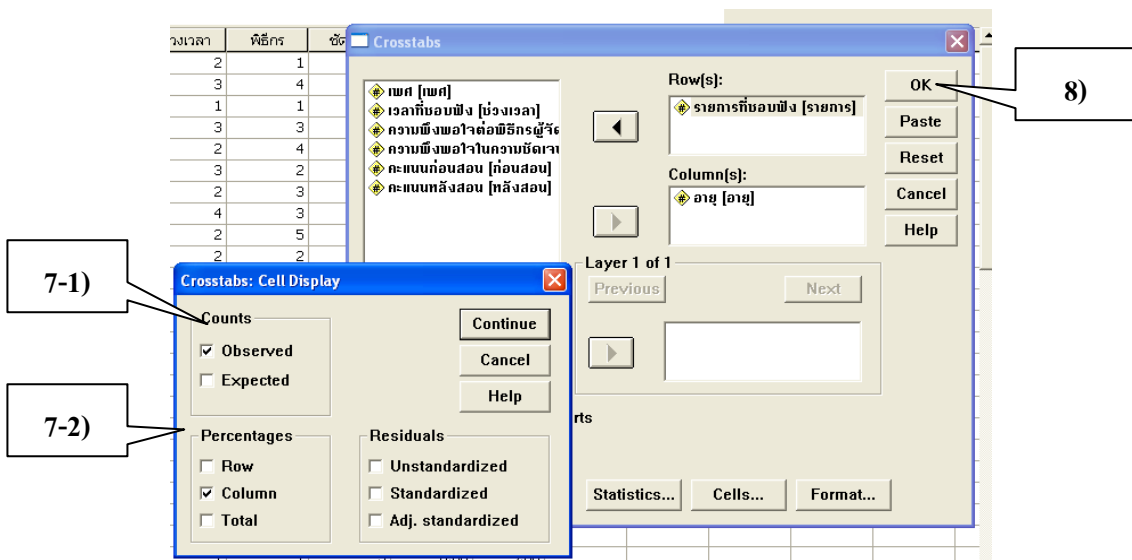 วงเวลา พิธีกร ชัด
2 1
3 4
1 1
3 3
2 4
3 2
2 3
4 3
2 5
2 2
Crosstabs
เพศ [เพศ]
เวลาที่ชอบฟัง [ช่วงเวลา]
ความพึงพอใจต่อพิธีกรผู้จัด
ความพึงพอใจในความชัดเจน
คะแนนก่อนสอน [ก่อนสอน]
คะแนนหลังสอน [หลังสอน]
Row(s):
รายการที่ชอบฟัง [รายการ]
Column(s):
อายุ [อายุ]
OK
Paste
Reset
Cancel
Help
8)
Layer 1 of 1
Previous Next
rts
Statistics... Cells... Format...
7-1)
7-2)
Crosstabs: Cell Display
Counts
Observed
Expected
Continue
Cancel
Help
Percentages
Row
Column
Total
Residuals
Unstandardized
Standardized
Adj. standardized